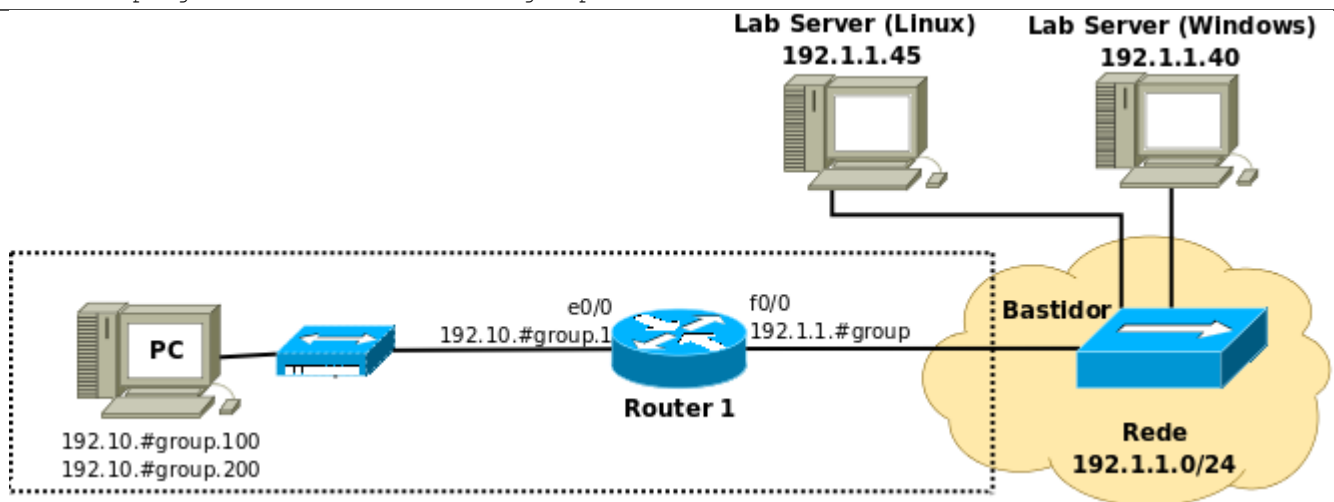 Lab Server (Linux)
192.1.1.45
Lab Server (Windows)
192.1.1.40
PC
192.10.#group.100
192.10.#group.200
e0/0
192.10.#group.1
f0/0
192.1.1.#group
Router 1
Bastidor
Rede
192.1.1.0/24